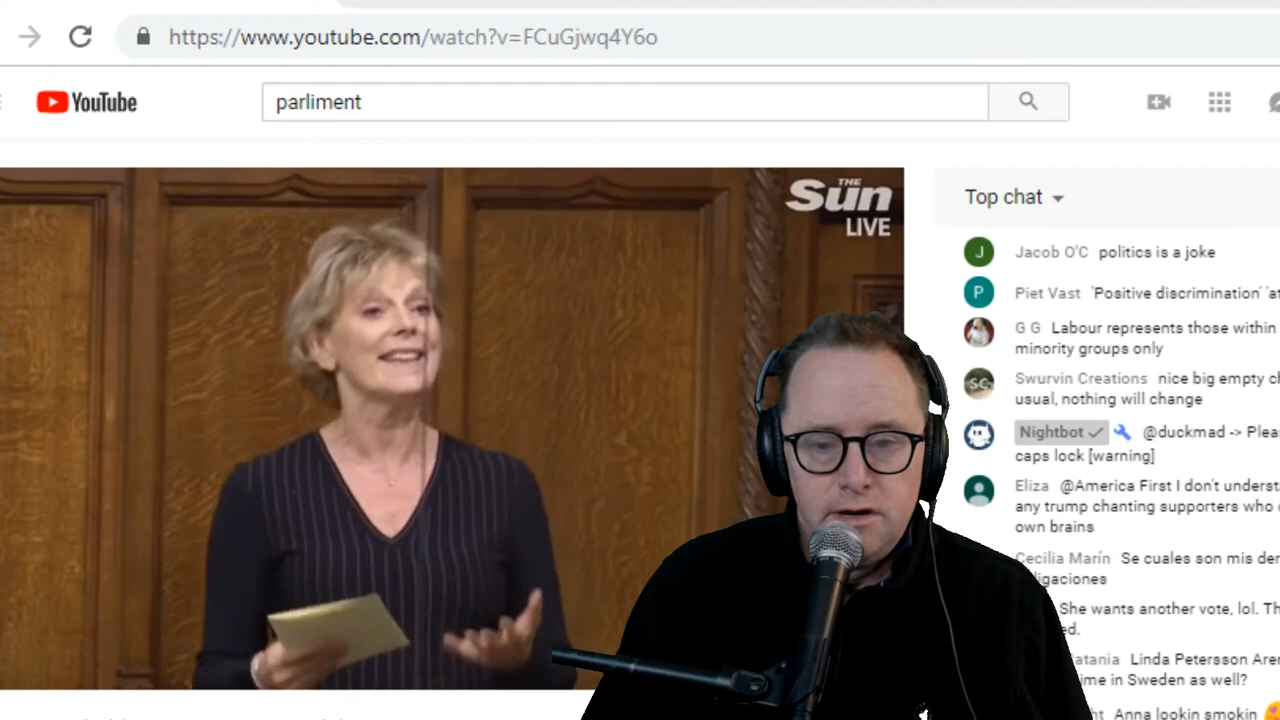 https://www.youtube.com/watch?v=FCuGjwq4Y6o
YouTube
parliment
THE
Sun
LIVE
Top chat
J Jacob O'C politics is a joke
P Piet Vast 'Positive discrimination'
G G Labour represents those within
minority groups only
SC Swurvin Creations nice big empty
usual, nothing will change
Nightbot @duckmad ->
caps lock [warning]
Eliza @America First I don't
any trump chanting supporters who
own brains
Cecilia Marín Se cuales son mis
She wants another vote, lol.
Linda Petersson
in Sweden as well?
Anna lookin smokin